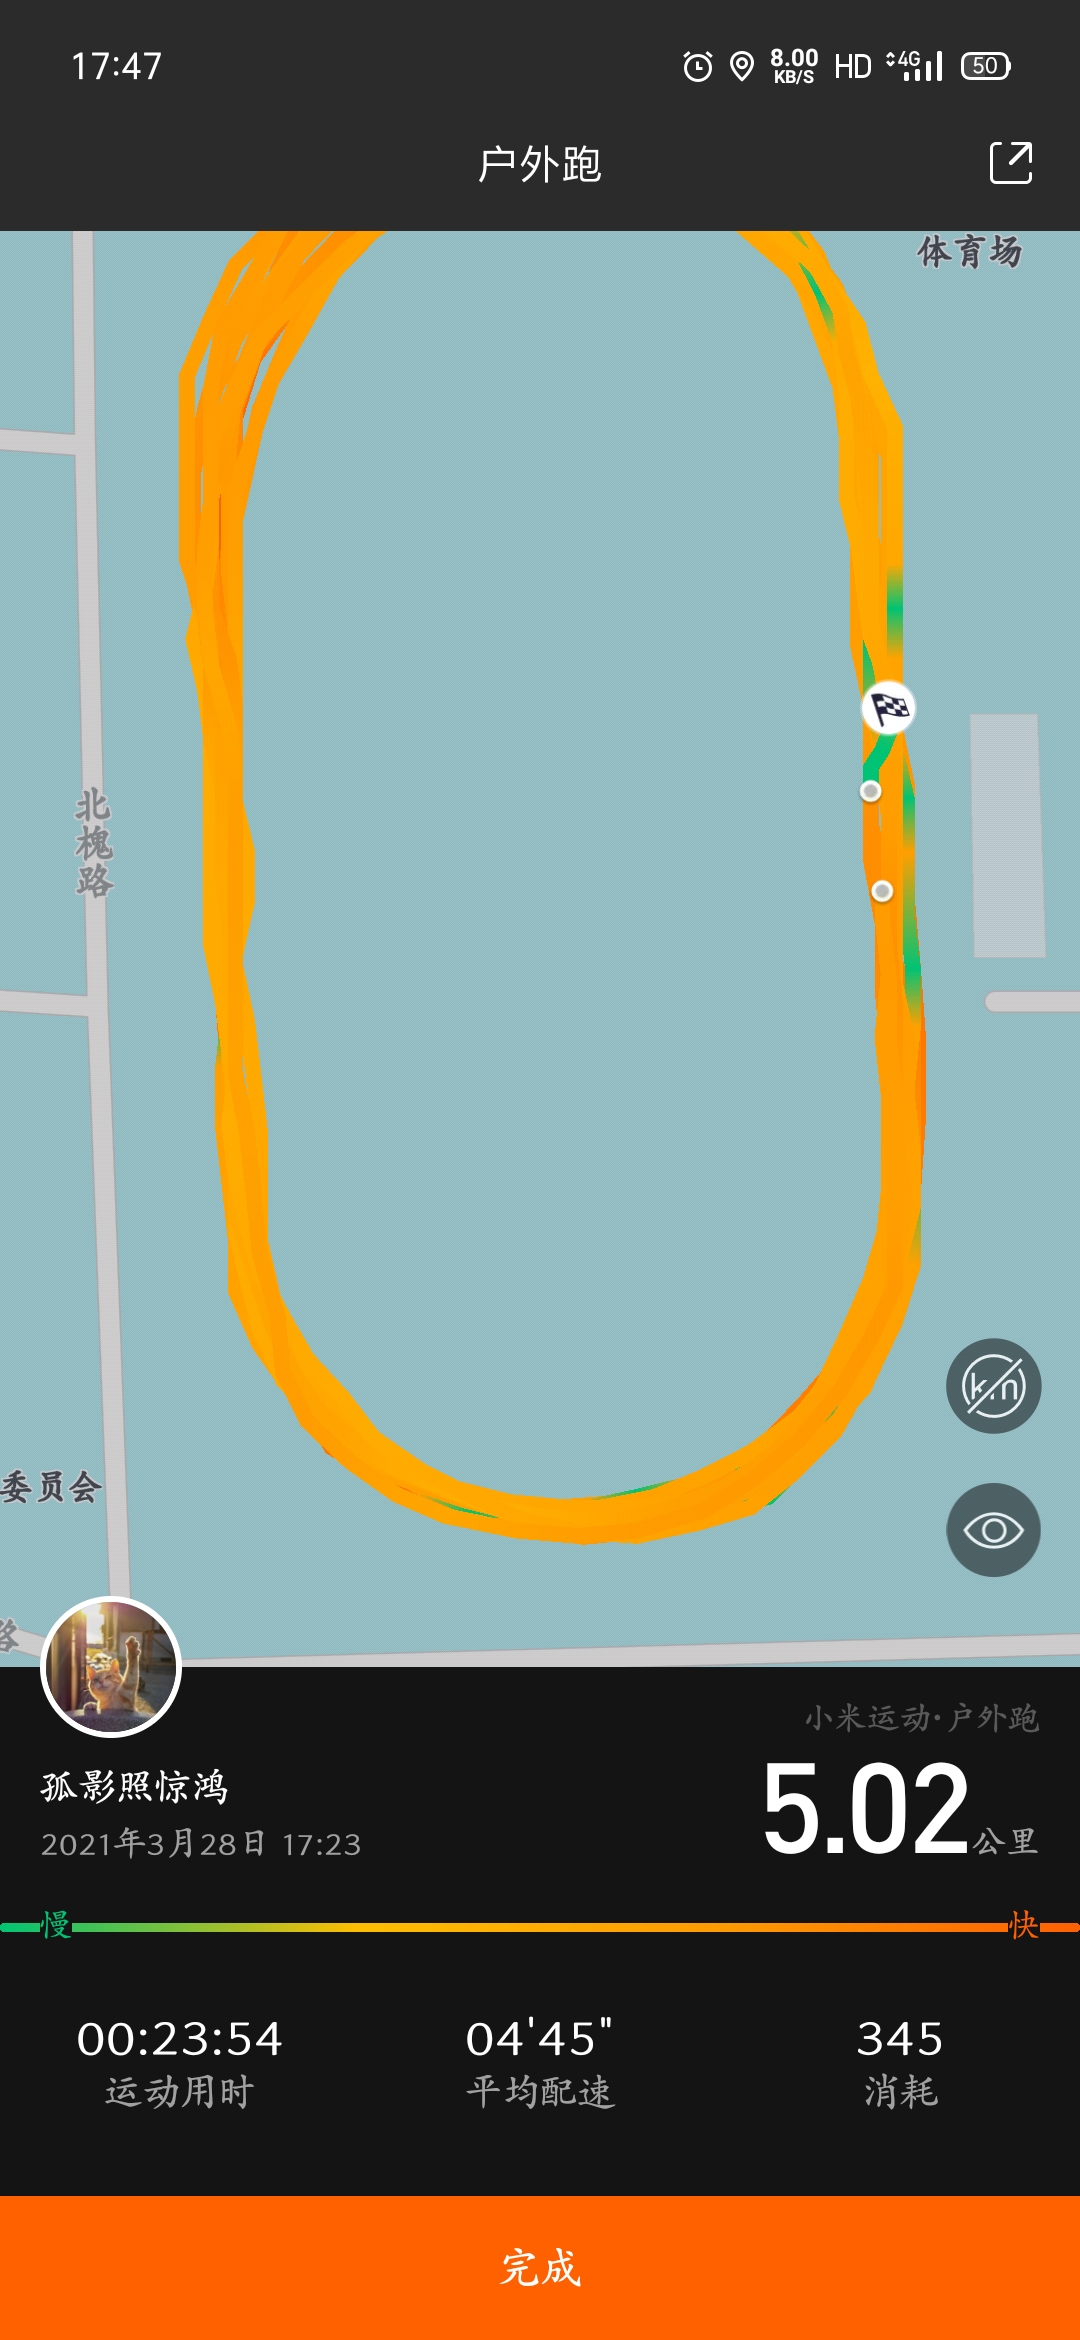 17:47
8.00
KB/S
HD
4G
50
户外跑
体育场
北槐路
km
委员会
路
小米运动·户外跑
孤影照惊鸿
5.02公里
2021年3月28日 17:23
慢
快
00:23:54
04'45"
345
运动用时
平均配速
消耗
完成